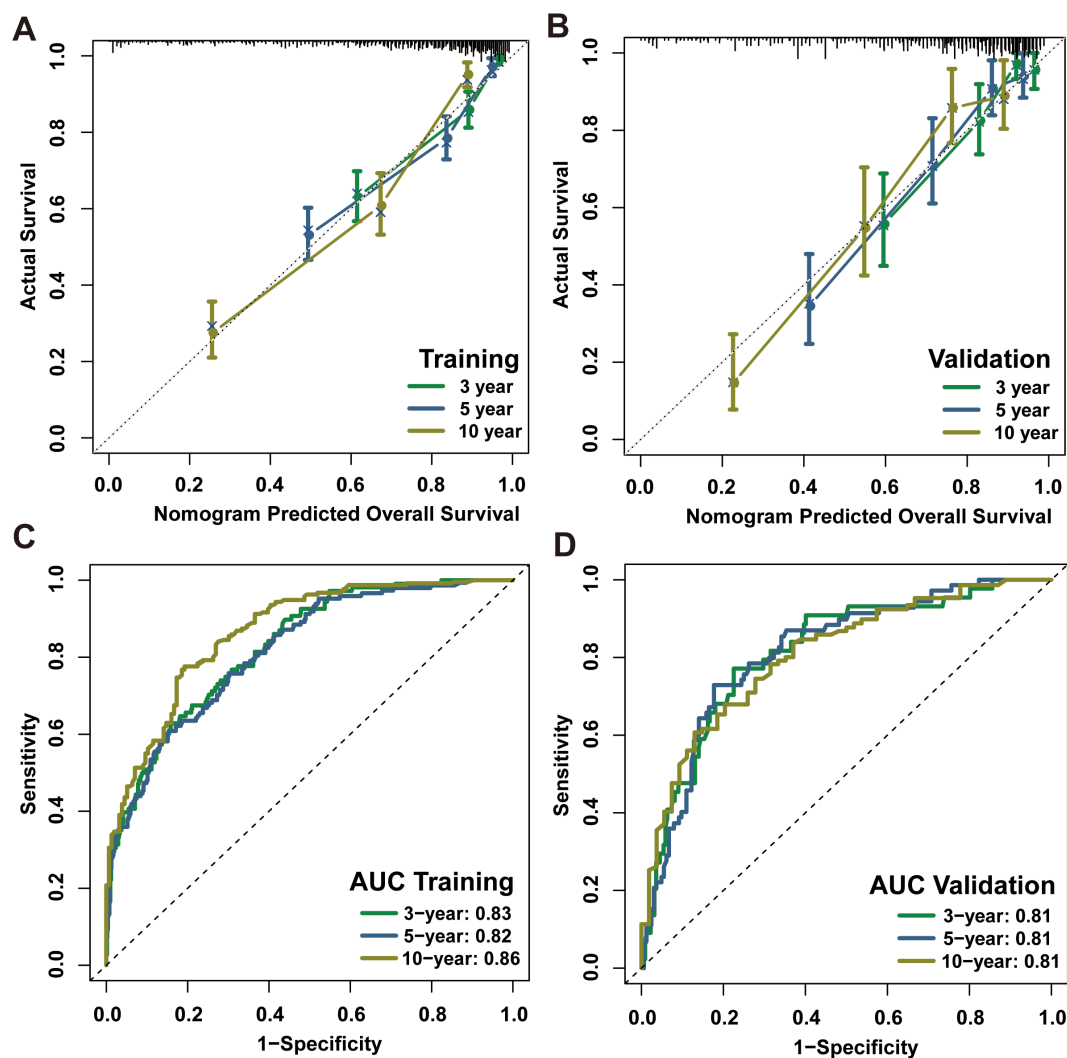 A
1.0
0.8
0.6
0.4
0.2
0.0
Actual Survival
Training
3 year
5 year
10 year
0.0 0.2 0.4 0.6 0.8 1.0
Nomogram Predicted Overall Survival
B
1.0
0.8
0.6
0.4
0.2
0.0
Actual Survival
Validation
3 year
5 year
10 year
0.0 0.2 0.4 0.6 0.8 1.0
Nomogram Predicted Overall Survival
C
1.0
0.8
0.6
0.4
0.2
0.0
Sensitivity
AUC Training
3−year: 0.83
5−year: 0.82
10−year: 0.86
0.0 0.2 0.4 0.6 0.8 1.0
1−Specificity
D
1.0
0.8
0.6
0.4
0.2
0.0
Sensitivity
AUC Validation
3−year: 0.81
5−year: 0.81
10−year: 0.81
0.0 0.2 0.4 0.6 0.8 1.0
1−Specificity